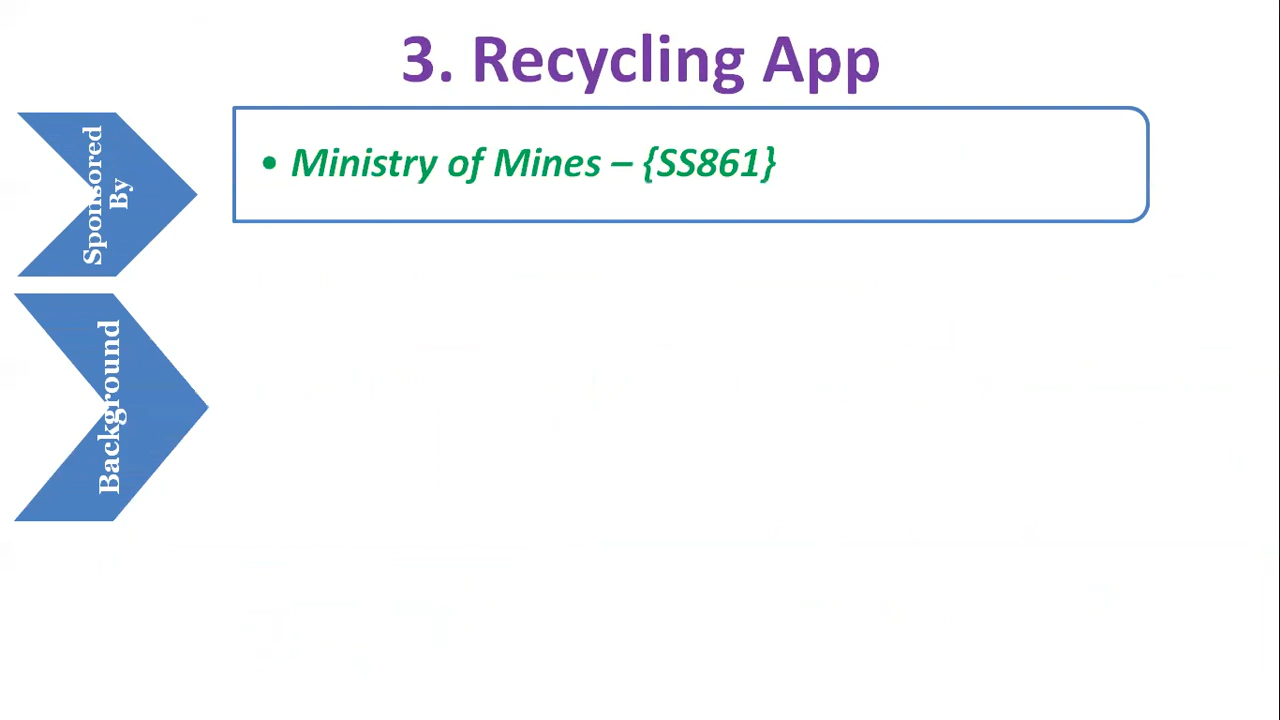 3. Recycling App
Sponsored
By
• Ministry of Mines – {SS861}
Background